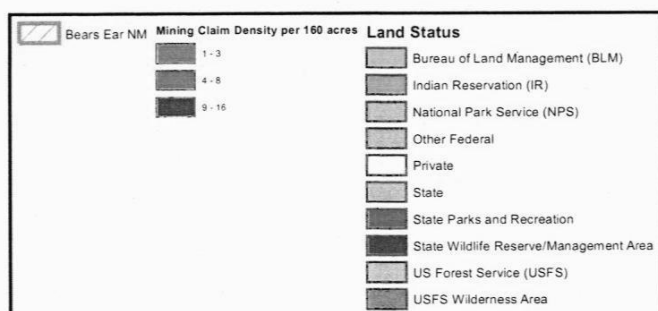 Bears Ear NM
Mining Claim Density per 160 acres
1 - 3
4 - 8
9 - 16
Land Status
Bureau of Land Management (BLM)
Indian Reservation (IR)
National Park Service (NPS)
Other Federal
Private
State
State Parks and Recreation
State Wildlife Reserve/Management Area
US Forest Service (USFS)
USFS Wilderness Area